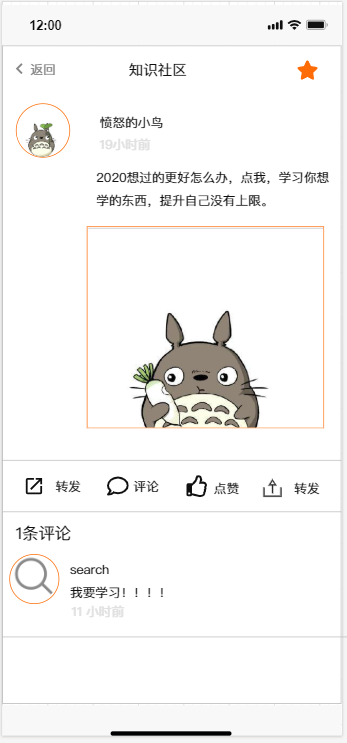 12:00
返回
知识社区
愤怒的小鸟
19小时前
2020想过的更好怎么办，点我，学习你想
学的东西，提升自己没有上限。
转发
评论
点赞
转发
1条评论
search
我要学习！！！！
11 小时前